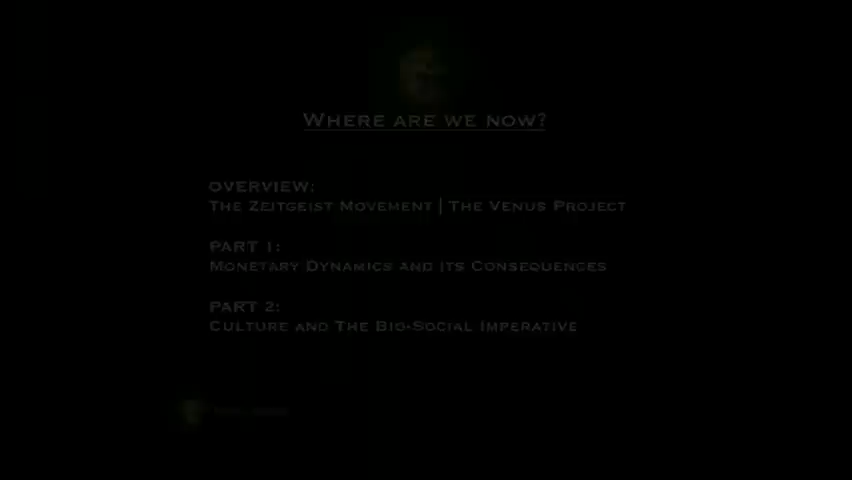 WHERE ARE WE NOW?
OVERVIEW:
THE ZEITGEIST MOVEMENT | THE VENUS PROJECT
PART 1:
MONETARY DYNAMICS AND ITS CONSEQUENCES
PART 2:
CULTURE AND THE BIO-SOCIAL IMPERATIVE